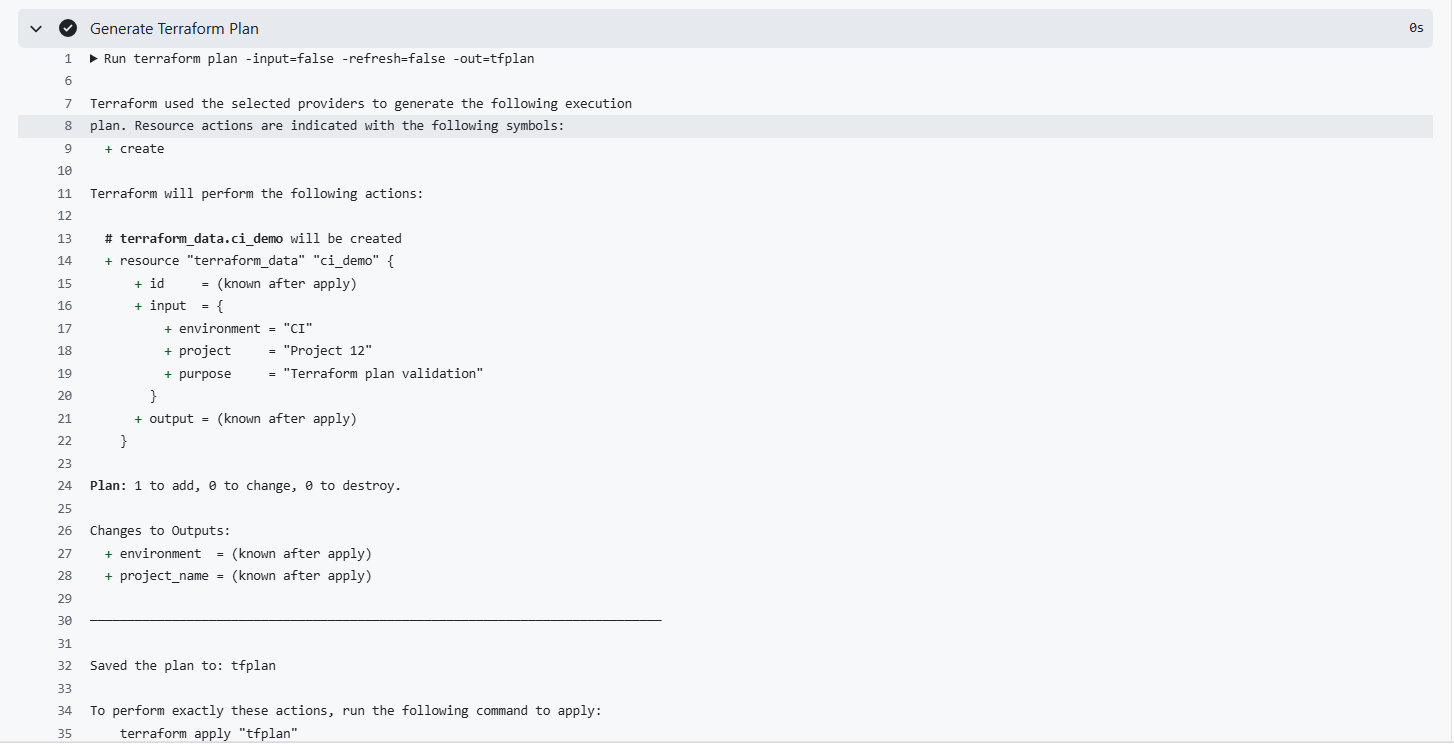 Generate Terraform Plan 0s
1 ▶ Run terraform plan -input=false -refresh=false -out=tfplan
6
7 Terraform used the selected providers to generate the following execution
8 plan. Resource actions are indicated with the following symbols:
9   + create
10
11 Terraform will perform the following actions:
12
13   # terraform_data.ci_demo will be created
14   + resource "terraform_data" "ci_demo" {
15       + id     = (known after apply)
16       + input  = {
17           + environment = "CI"
18           + project     = "Project 12"
19           + purpose     = "Terraform plan validation"
20         }
21       + output = (known after apply)
22     }
23
24 Plan: 1 to add, 0 to change, 0 to destroy.
25
26 Changes to Outputs:
27   + environment  = (known after apply)
28   + project_name = (known after apply)
29
30 ─────────────────────────────────────────────────────────────────────────────
31
32 Saved the plan to: tfplan
33
34 To perform exactly these actions, run the following command to apply:
35     terraform apply "tfplan"